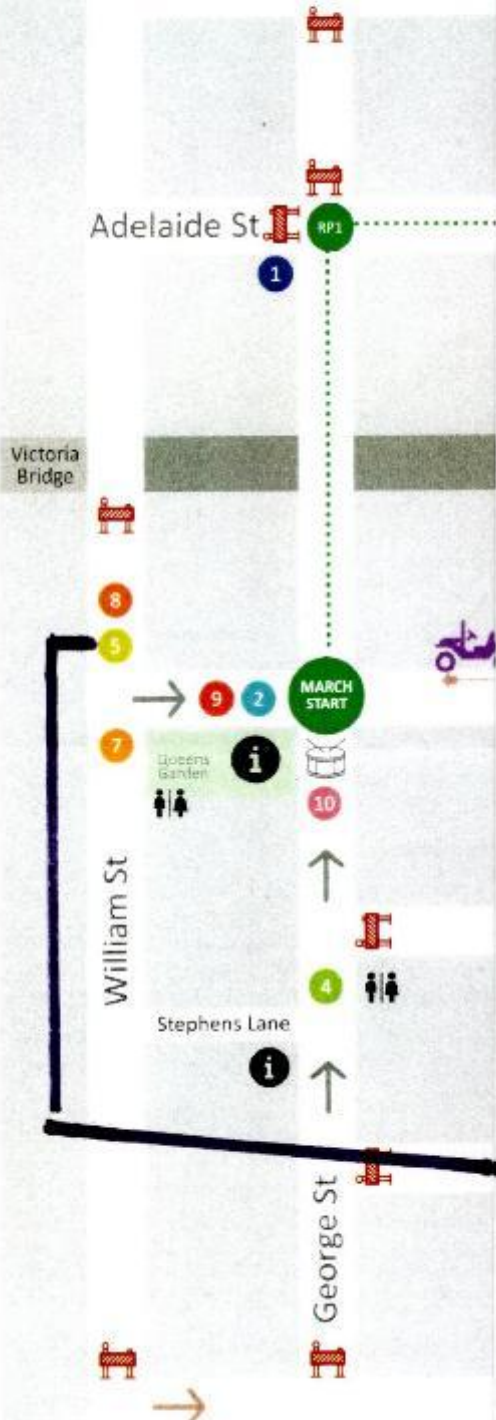 Adelaide St
RP1
1
Victoria
Bridge
8
5
9
2
MARCH
START
7
Queens
Garden
i
10
William St
4
Stephens Lane
i
George St